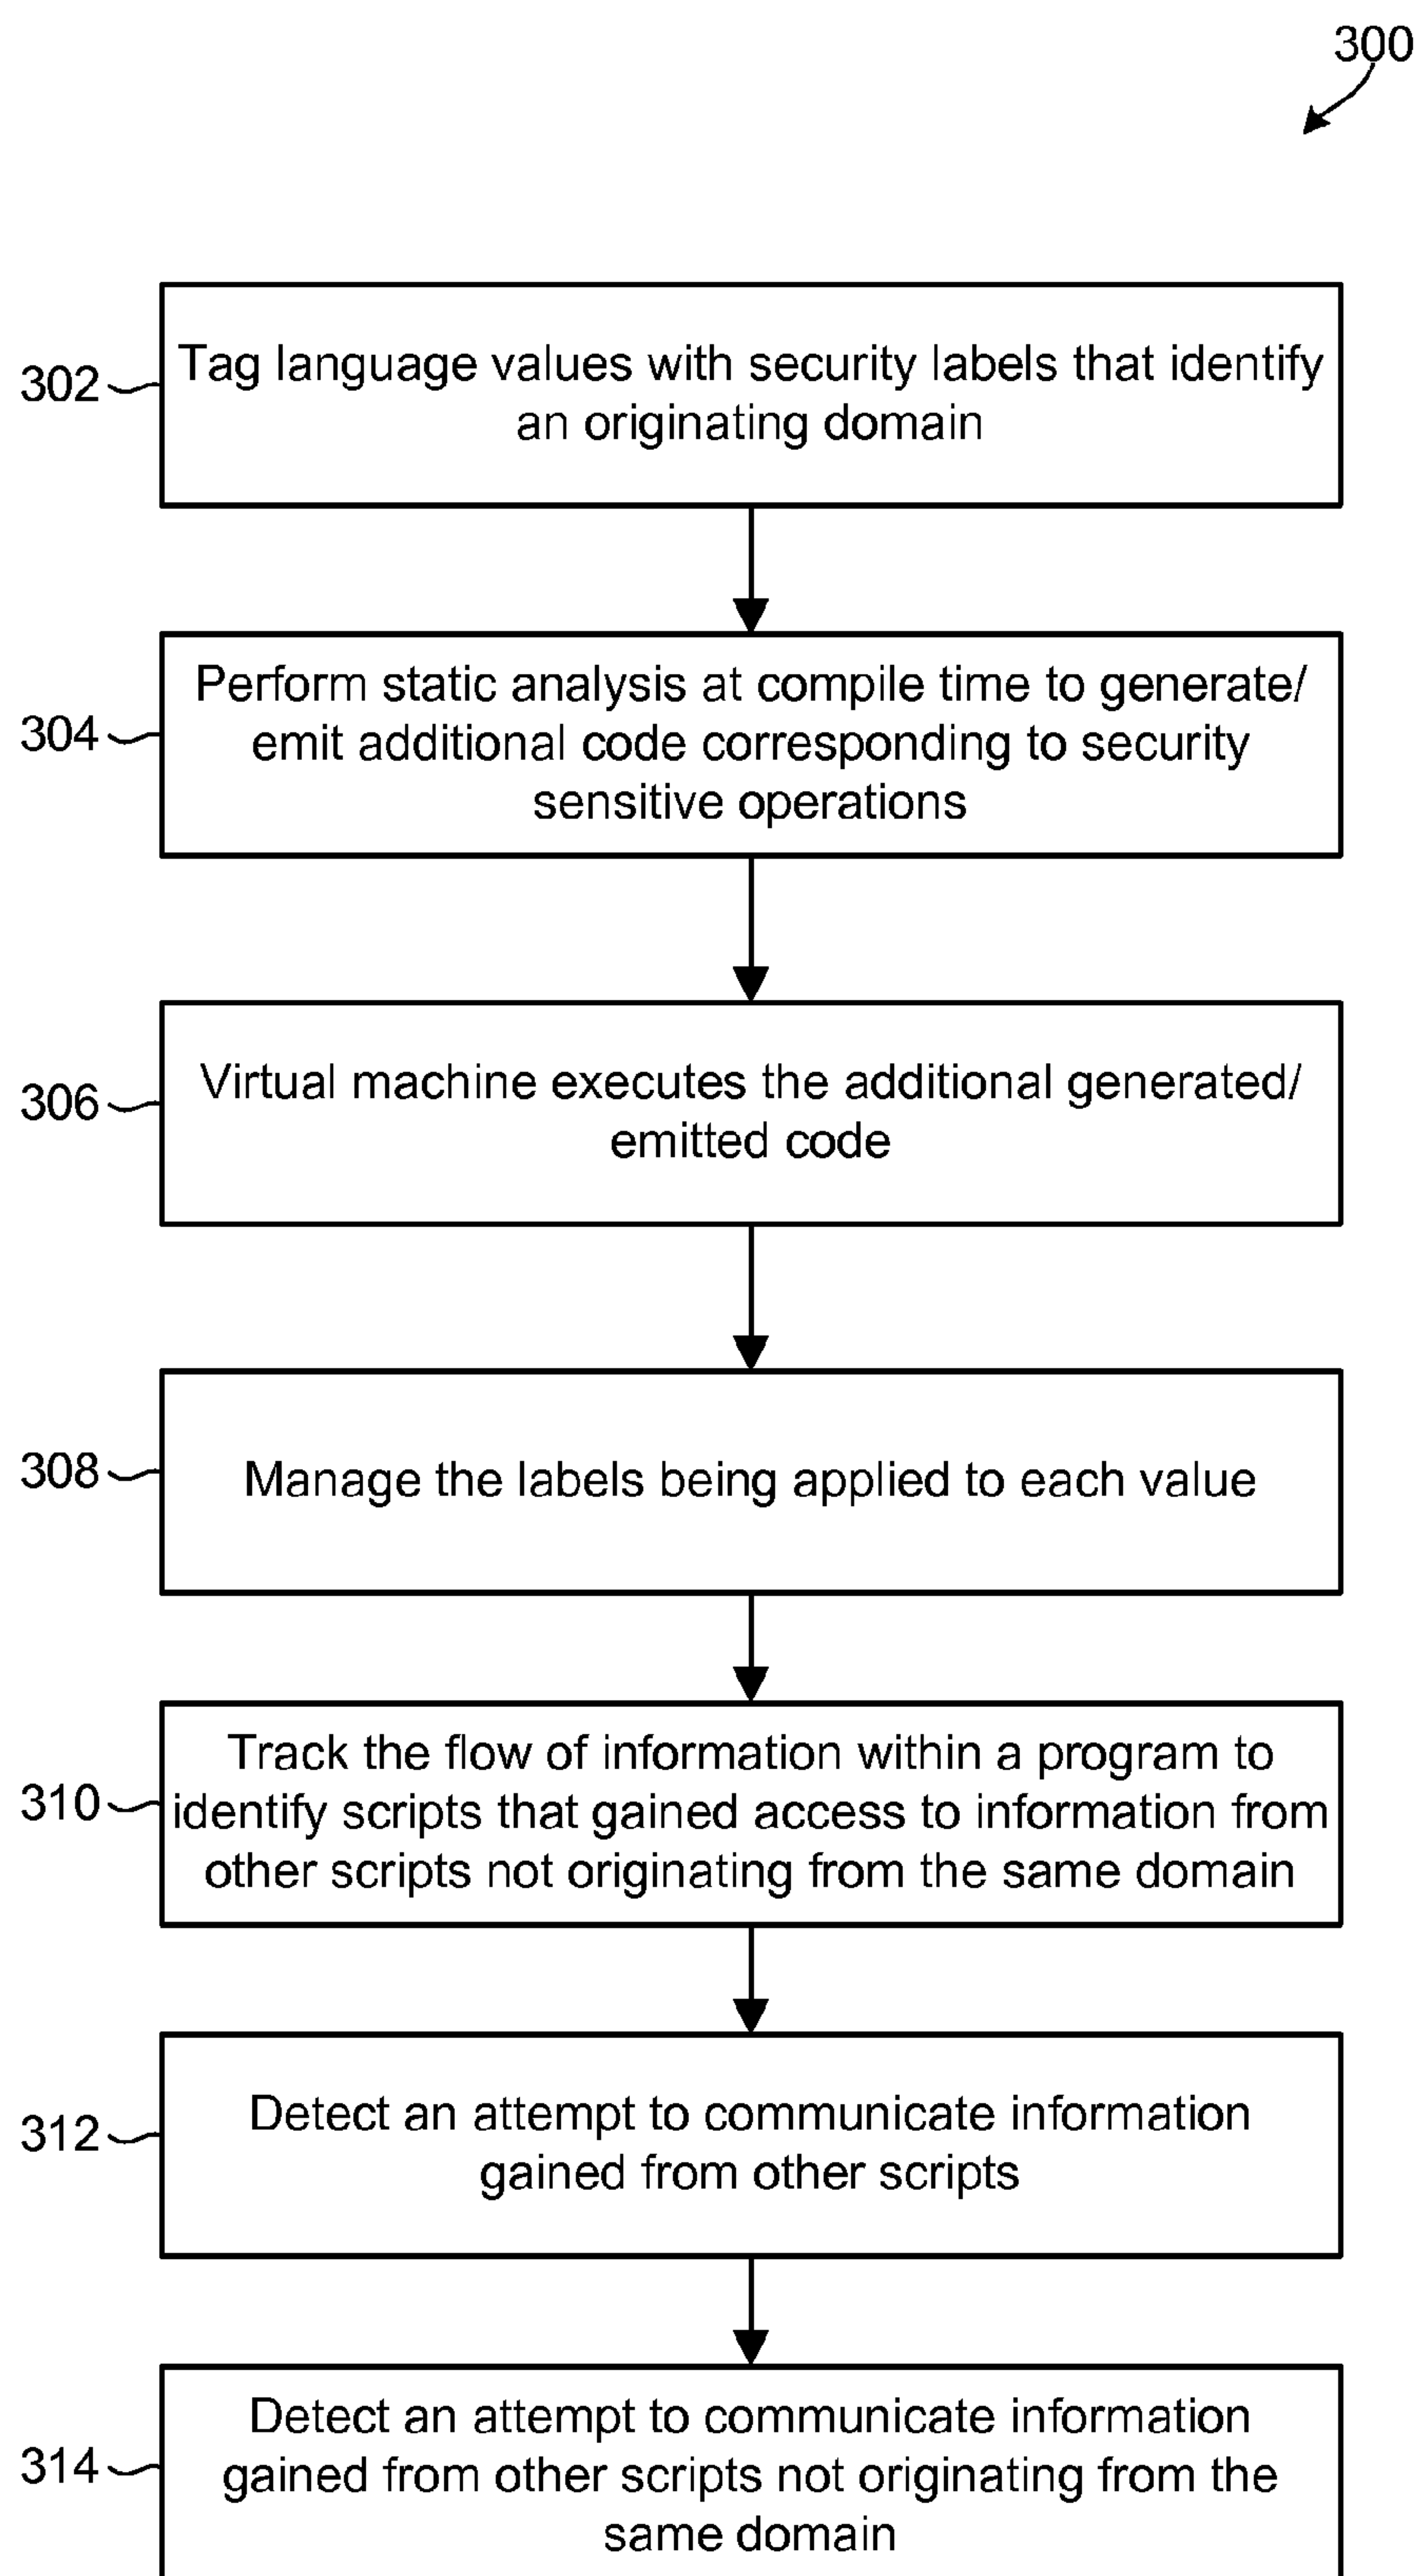 300
302
Tag language values with security labels that identify
an originating domain
304
Perform static analysis at compile time to generate/
emit additional code corresponding to security
sensitive operations
306
Virtual machine executes the additional generated/
emitted code
308
Manage the labels being applied to each value
310
Track the flow of information within a program to
identify scripts that gained access to information from
other scripts not originating from the same domain
312
Detect an attempt to communicate information
gained from other scripts
314
Detect an attempt to communicate information
gained from other scripts not originating from the
same domain